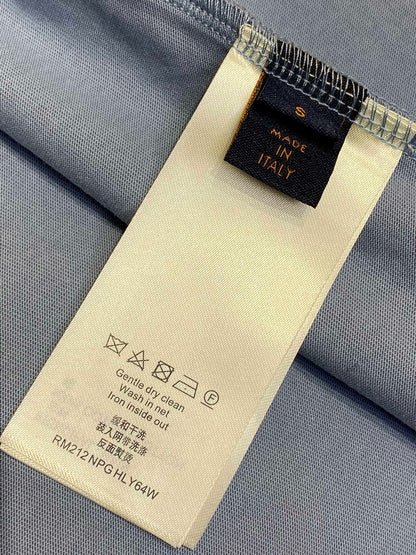 S
MADE
IN
ITALY
F
Gentle dry clean
Wash in net
Iron inside out
缓和干洗
装入网带洗涤
反面熨烫
RM212 NPG HLY64W